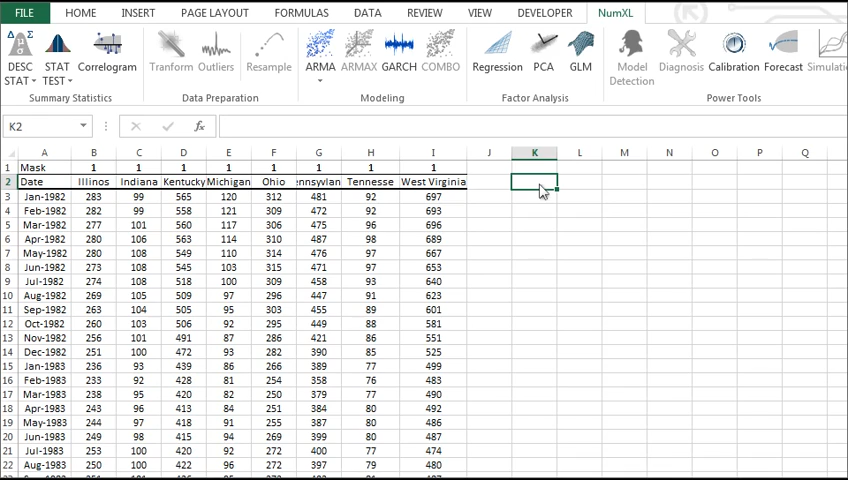 FILE HOME INSERT PAGE LAYOUT FORMULAS DATA REVIEW VIEW DEVELOPER NumXL
DESC STAT STAT TEST Correlogram Tranform Outliers Resample ARMA ARMAX GARCH COMBO Regression PCA GLM Model Detection Diagnosis Calibration Forecast Simulatio
Summary Statistics Data Preparation Modeling Factor Analysis Power Tools
K2 fx
A B C D E F G H I J K L M N O P Q
1 Mask 1 1 1 1 1 1 1 1
2 Date Illinos Indiana Kentucky Michigan Ohio ennsyvlan Tennesse West Virginia
3 Jan-1982 283 99 565 120 312 481 92 697
4 Feb-1982 282 99 558 121 309 472 92 693
5 Mar-1982 277 101 560 117 306 475 96 696
6 Apr-1982 280 106 563 114 310 487 98 689
7 May-1982 280 108 549 110 314 476 97 667
8 Jun-1982 273 108 545 103 315 471 97 653
9 Jul-1982 274 108 518 100 309 458 93 640
10 Aug-1982 269 105 509 97 296 447 91 623
11 Sep-1982 263 104 505 95 303 455 89 601
12 Oct-1982 260 103 506 92 295 449 88 581
13 Nov-1982 256 101 491 87 286 421 86 551
14 Dec-1982 251 100 472 93 282 390 85 525
15 Jan-1983 236 93 439 86 266 389 77 499
16 Feb-1983 233 92 428 81 254 358 76 483
17 Mar-1983 238 95 420 82 250 379 77 490
18 Apr-1983 243 96 413 84 251 384 80 492
19 May-1983 244 97 418 91 255 387 80 486
20 Jun-1983 249 98 415 94 269 399 80 487
21 Jul-1983 253 100 420 92 272 400 77 474
22 Aug-1983 250 100 422 96 272 397 79 480